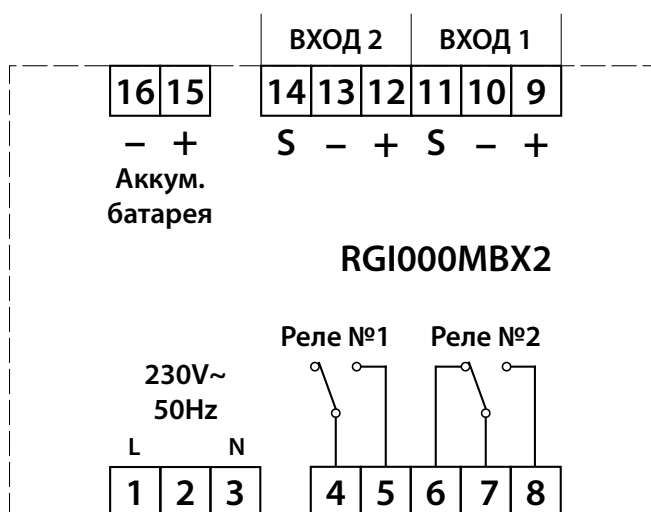 ВХОД 2 ВХОД 1
16 15 14 13 12 11 10 9
– + S – + S – +
Аккум.
батарея
RGI000MBX2
Реле №1 Реле №2
230V~
50Hz
L N
1 2 3 4 5 6 7 8